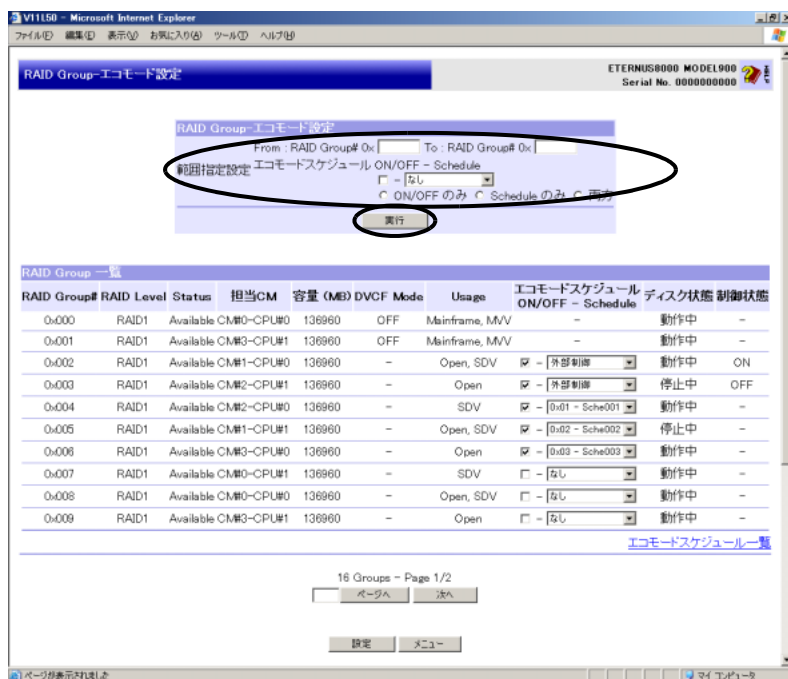 V11L50 - Microsoft Internet Explorer
ファイル(F) 編集(E) 表示(V) お気に入り(A) ツール(T) ヘルプ(H)
RAID Group-エコモード設定
ETERNUS8000 MODEL900
Serial No. 0000000000
HELP
RAID Group-エコモード設定
From : RAID Group# 0x To : RAID Group# 0x
範囲指定設定 エコモードスケジュール ON/OFF - Schedule
- なし
ON/OFF のみ Schedule のみ 両方
実行
RAID Group 一覧
RAID Group# RAID Level Status 担当CM 容量 (MB) DVCF Mode Usage エコモードスケジュール ON/OFF - Schedule ディスク状態 制御状態
0x000 RAID1 Available CM#0-CPU#0 136960 OFF Mainframe, MVV - 動作中 -
0x001 RAID1 Available CM#3-CPU#1 136960 OFF Mainframe, MVV - 動作中 -
0x002 RAID1 Available CM#1-CPU#0 136960 - Open, SDV - 外部制御 動作中 ON
0x003 RAID1 Available CM#2-CPU#1 136960 - Open - 外部制御 停止中 OFF
0x004 RAID1 Available CM#2-CPU#0 136960 - SDV - 0x01 - Sche001 動作中 -
0x005 RAID1 Available CM#1-CPU#1 136960 - Open, SDV - 0x02 - Sche002 停止中 -
0x006 RAID1 Available CM#3-CPU#0 136960 - Open - 0x03 - Sche003 動作中 -
0x007 RAID1 Available CM#0-CPU#1 136960 - SDV - なし 動作中 -
0x008 RAID1 Available CM#0-CPU#0 136960 - Open, SDV - なし 動作中 -
0x009 RAID1 Available CM#3-CPU#1 136960 - Open - なし 動作中 -
エコモードスケジュール一覧
16 Groups - Page 1/2
ページへ 次へ
設定 メニュー
ページが表示されました マイ コンピュータ